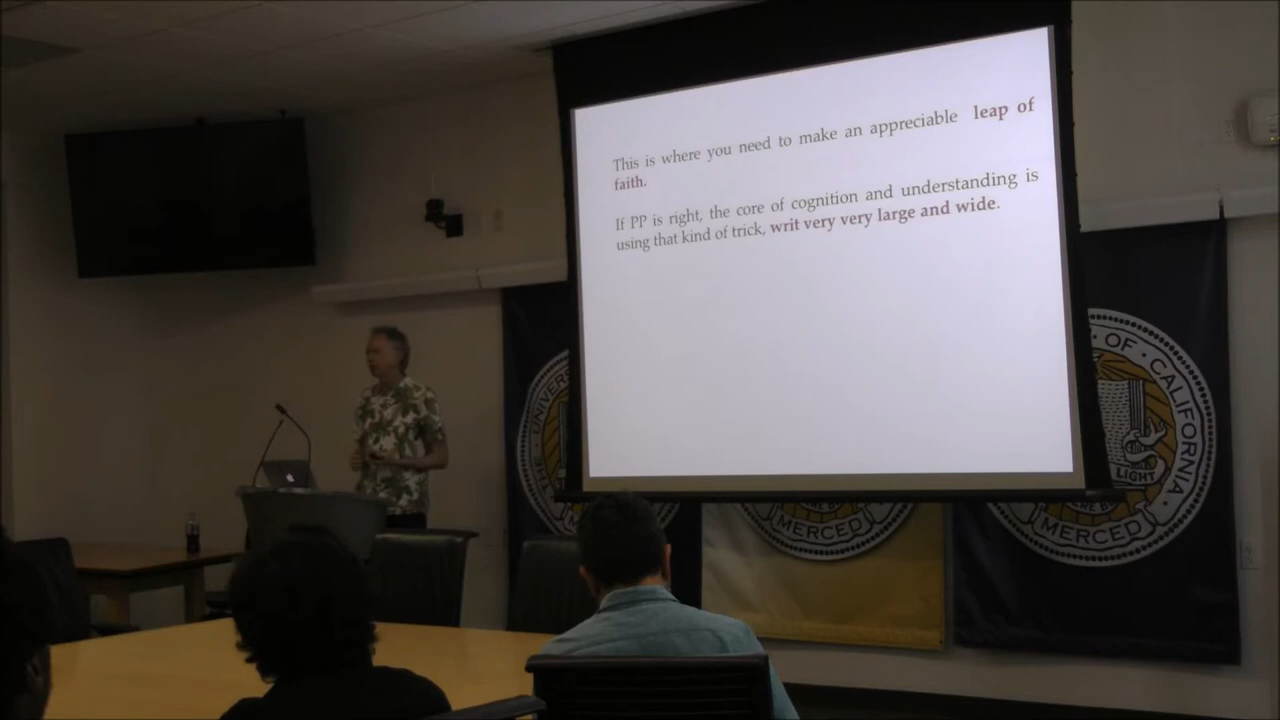 This is where you need to make an appreciable leap of
faith.
If PP is right, the core of cognition and understanding is
using that kind of trick, writ very very large and wide.
THE · UNIVERS
MERCED
OF · CALIFORNIA ·
LIGHT
MERCED